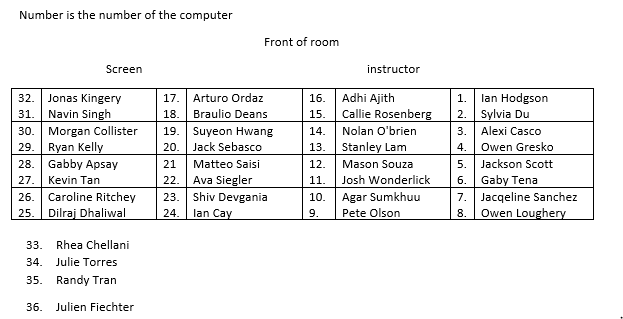 Number is the number of the computer
Front of room
Screen instructor
32. Jonas Kingery 17. Arturo Ordaz 16. Adhi Ajith 1. Ian Hodgson
31. Navin Singh 18. Braulio Deans 15. Callie Rosenberg 2. Sylvia Du
30. Morgan Collister 19. Suyeon Hwang 14. Nolan O'brien 3. Alexi Casco
29. Ryan Kelly 20. Jack Sebasco 13. Stanley Lam 4. Owen Gresko
28. Gabby Apsay 21 Matteo Saisi 12. Mason Souza 5. Jackson Scott
27. Kevin Tan 22. Ava Siegler 11. Josh Wonderlick 6. Gaby Tena
26. Caroline Ritchey 23. Shiv Devgania 10. Agar Sumkhuu 7. Jacqeline Sanchez
25. Dilraj Dhaliwal 24. Ian Cay 9. Pete Olson 8. Owen Loughery
33. Rhea Chellani
34. Julie Torres
35. Randy Tran
36. Julien Fiechter
.